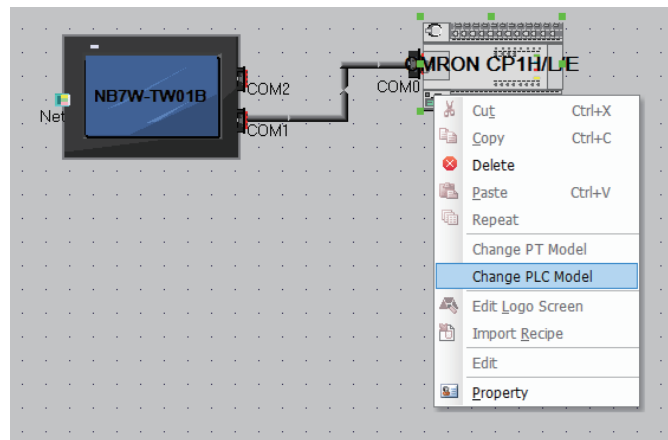 MRON CP1H/L/E
COM0
NB7W-TW01B
COM2
Net
COM1
Cut Ctrl+X
Copy Ctrl+C
Delete
Paste Ctrl+V
Repeat
Change PT Model
Change PLC Model
Edit Logo Screen
Import Recipe
Edit
Property